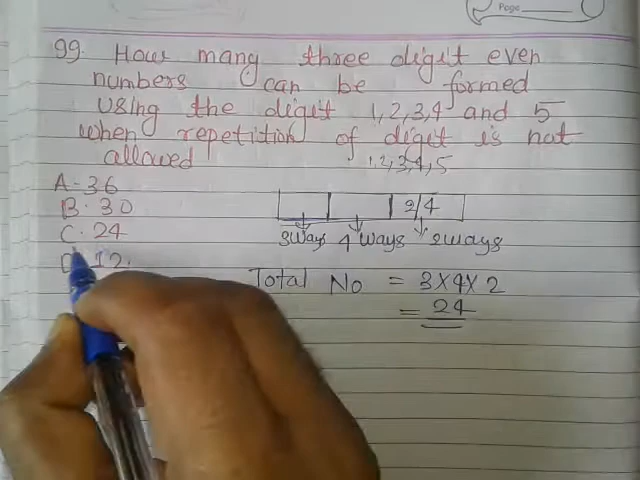 Page
99. How many three digit even
numbers can be formed
using the digit 1,2,3,4 and 5
when repetition of digit is not
allowed
1,2,3,4,5
A - 36
B. 30
C. 24
D 12.
2/4
3ways 4 ways 2ways
Total No = 3X4X2
= 24